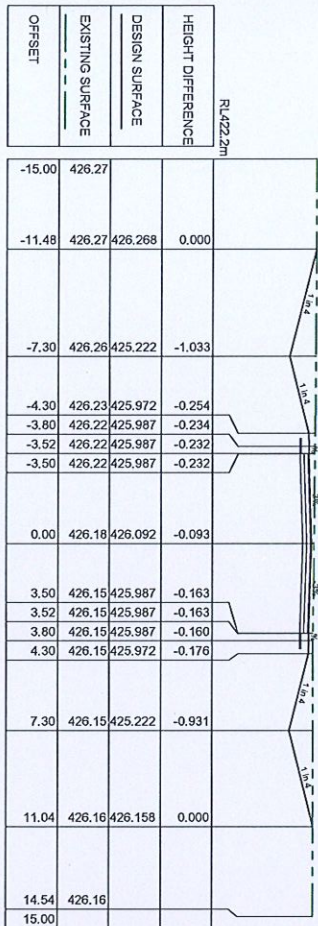 RL422.2m
HEIGHT DIFFERENCE 0.000 -1.033 -0.254 -0.234 -0.232 -0.232 -0.093 -0.163 -0.163 -0.160 -0.176 -0.931 0.000
DESIGN SURFACE 426.268 425.222 425.972 425.987 425.987 425.987 426.092 425.987 425.987 425.987 425.972 425.222 426.158
EXISTING SURFACE 426.27 426.27 426.26 426.23 426.22 426.22 426.22 426.18 426.15 426.15 426.15 426.15 426.15 426.16 426.16
OFFSET -15.00 -11.48 -7.30 -4.30 -3.80 -3.52 -3.50 0.00 3.50 3.52 3.80 4.30 7.30 11.04 14.54 15.00
1 in 4
1 in 4
-3%
-3%
1 in 4
1 in 4